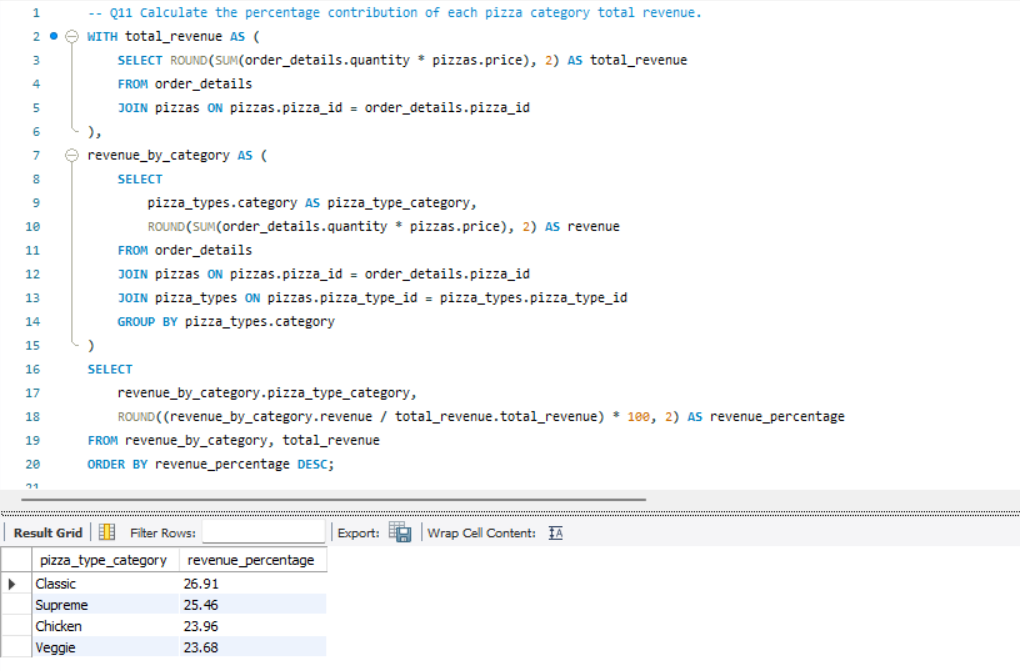 1 -- Q11 Calculate the percentage contribution of each pizza category total revenue.
2 WITH total_revenue AS (
3 SELECT ROUND(SUM(order_details.quantity * pizzas.price), 2) AS total_revenue
4 FROM order_details
5 JOIN pizzas ON pizzas.pizza_id = order_details.pizza_id
6 ),
7 revenue_by_category AS (
8 SELECT
9 pizza_types.category AS pizza_type_category,
10 ROUND(SUM(order_details.quantity * pizzas.price), 2) AS revenue
11 FROM order_details
12 JOIN pizzas ON pizzas.pizza_id = order_details.pizza_id
13 JOIN pizza_types ON pizzas.pizza_type_id = pizza_types.pizza_type_id
14 GROUP BY pizza_types.category
15 )
16 SELECT
17 revenue_by_category.pizza_type_category,
18 ROUND((revenue_by_category.revenue / total_revenue.total_revenue) * 100, 2) AS revenue_percentage
19 FROM revenue_by_category, total_revenue
20 ORDER BY revenue_percentage DESC;
21
Result Grid Filter Rows: Export: Wrap Cell Content: IA
pizza_type_category revenue_percentage
Classic 26.91
Supreme 25.46
Chicken 23.96
Veggie 23.68